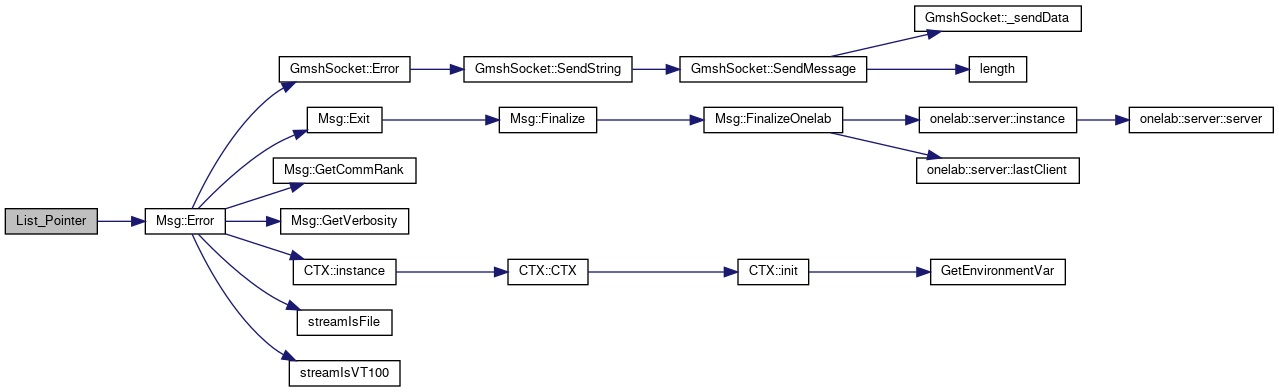 GmshSocket::_sendData
GmshSocket::Error
GmshSocket::SendString
GmshSocket::SendMessage
length
Msg::Exit
Msg::Finalize
Msg::FinalizeOnelab
onelab::server::instance
onelab::server::server
Msg::GetCommRank
onelab::server::lastClient
List_Pointer
Msg::Error
Msg::GetVerbosity
CTX::instance
CTX::CTX
CTX::init
GetEnvironmentVar
streamIsFile
streamIsVT100